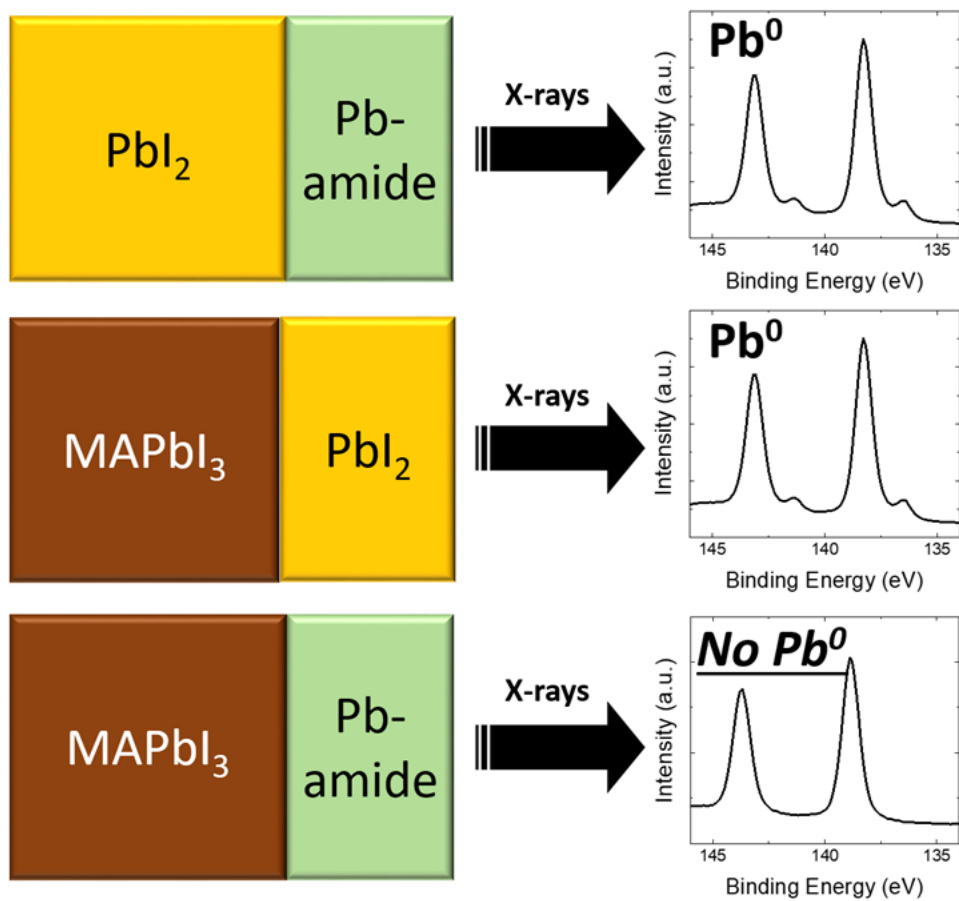 PbI₂
Pb-
amide
X-rays
Pb⁰
Intensity (a.u.)
145
140
135
Binding Energy (eV)
MAPbI₃
PbI₂
X-rays
Pb⁰
Intensity (a.u.)
145
140
135
Binding Energy (eV)
MAPbI₃
Pb-
amide
X-rays
No Pb⁰
Intensity (a.u.)
145
140
135
Binding Energy (eV)